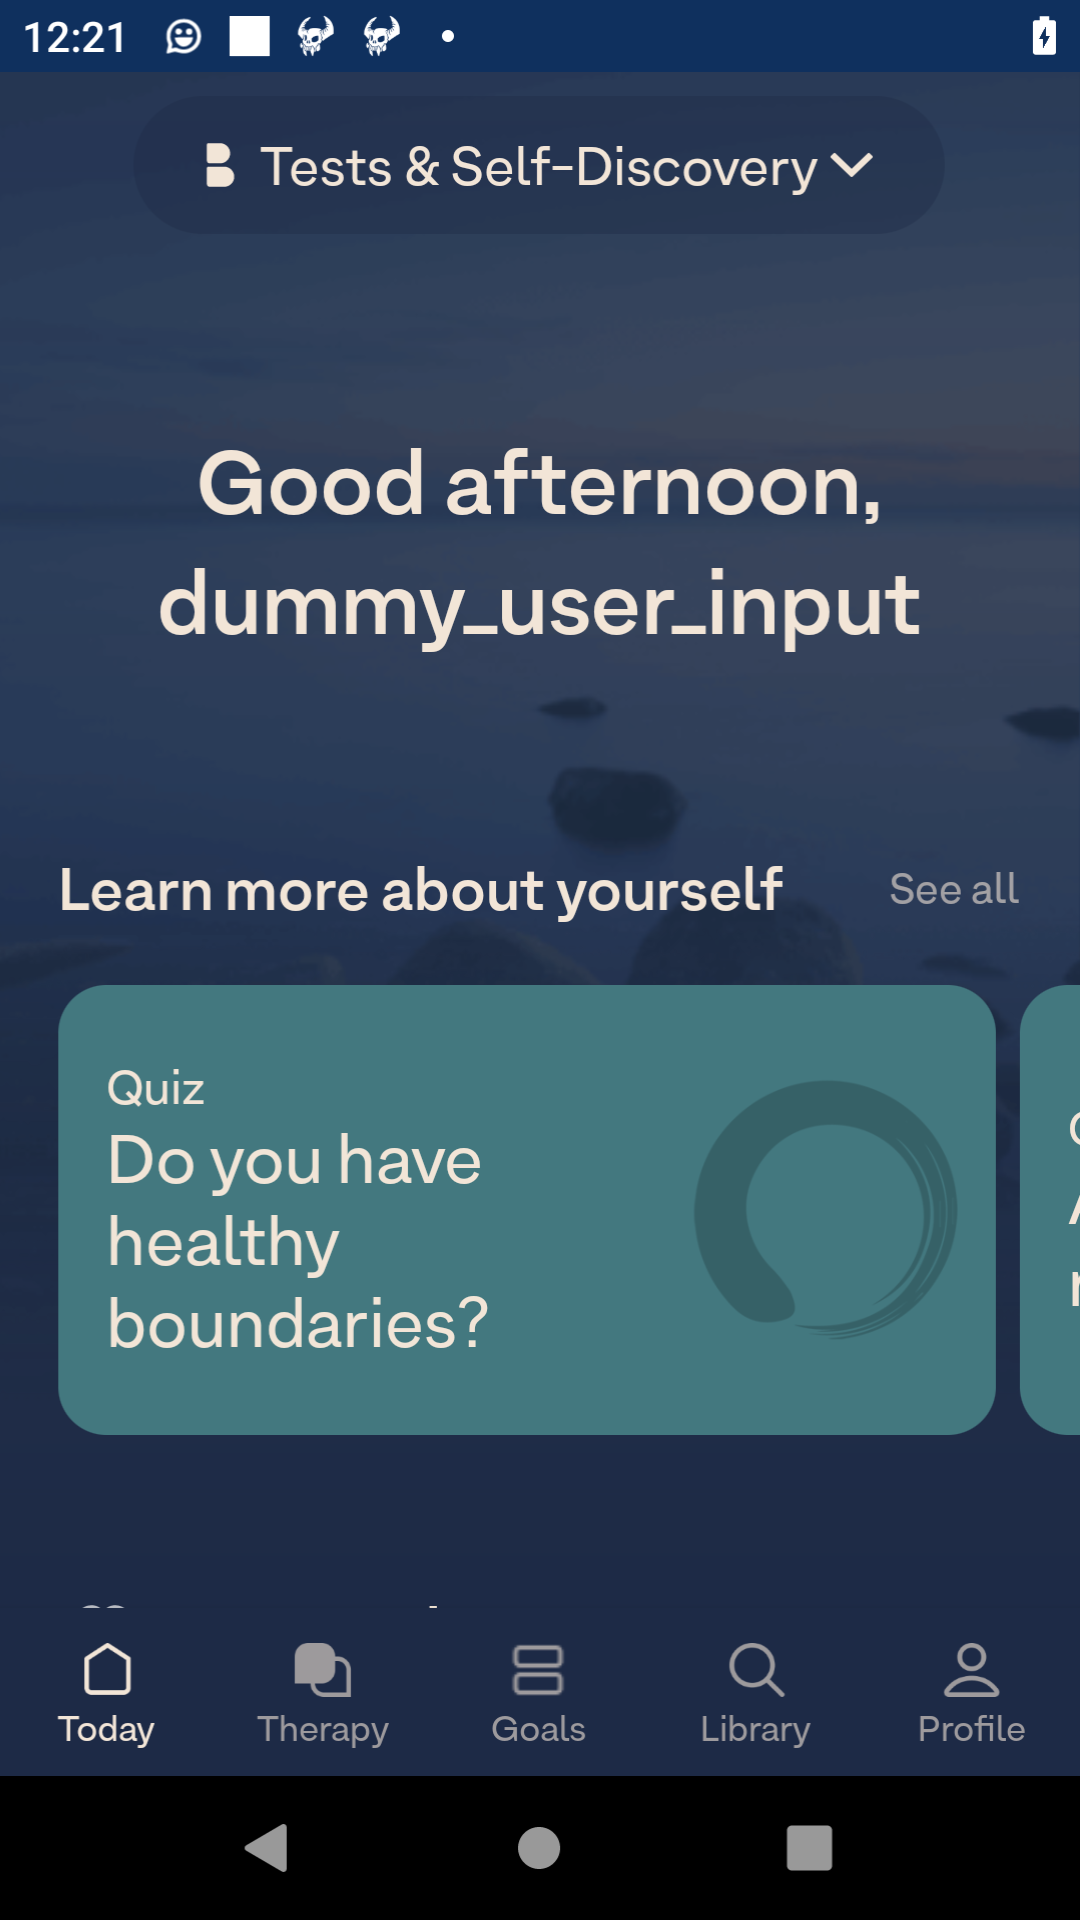 12:21
Tests & Self-Discovery
Good afternoon,
dummy_user_input
Learn more about yourself
See all
Quiz
Do you have
healthy
boundaries?
Today
Therapy
Goals
Library
Profile